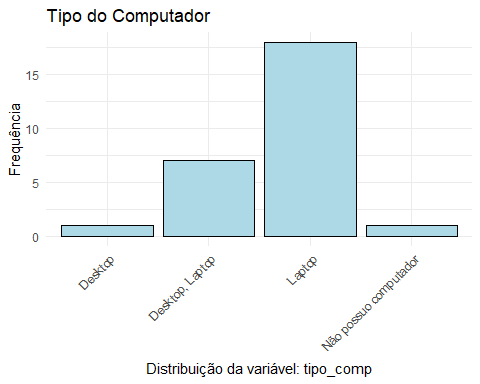 Tipo do Computador
Frequência
15
10
5
0
Desktop
Desktop, Laptop
Laptop
Não possuo computador
Distribuição da variável: tipo_comp